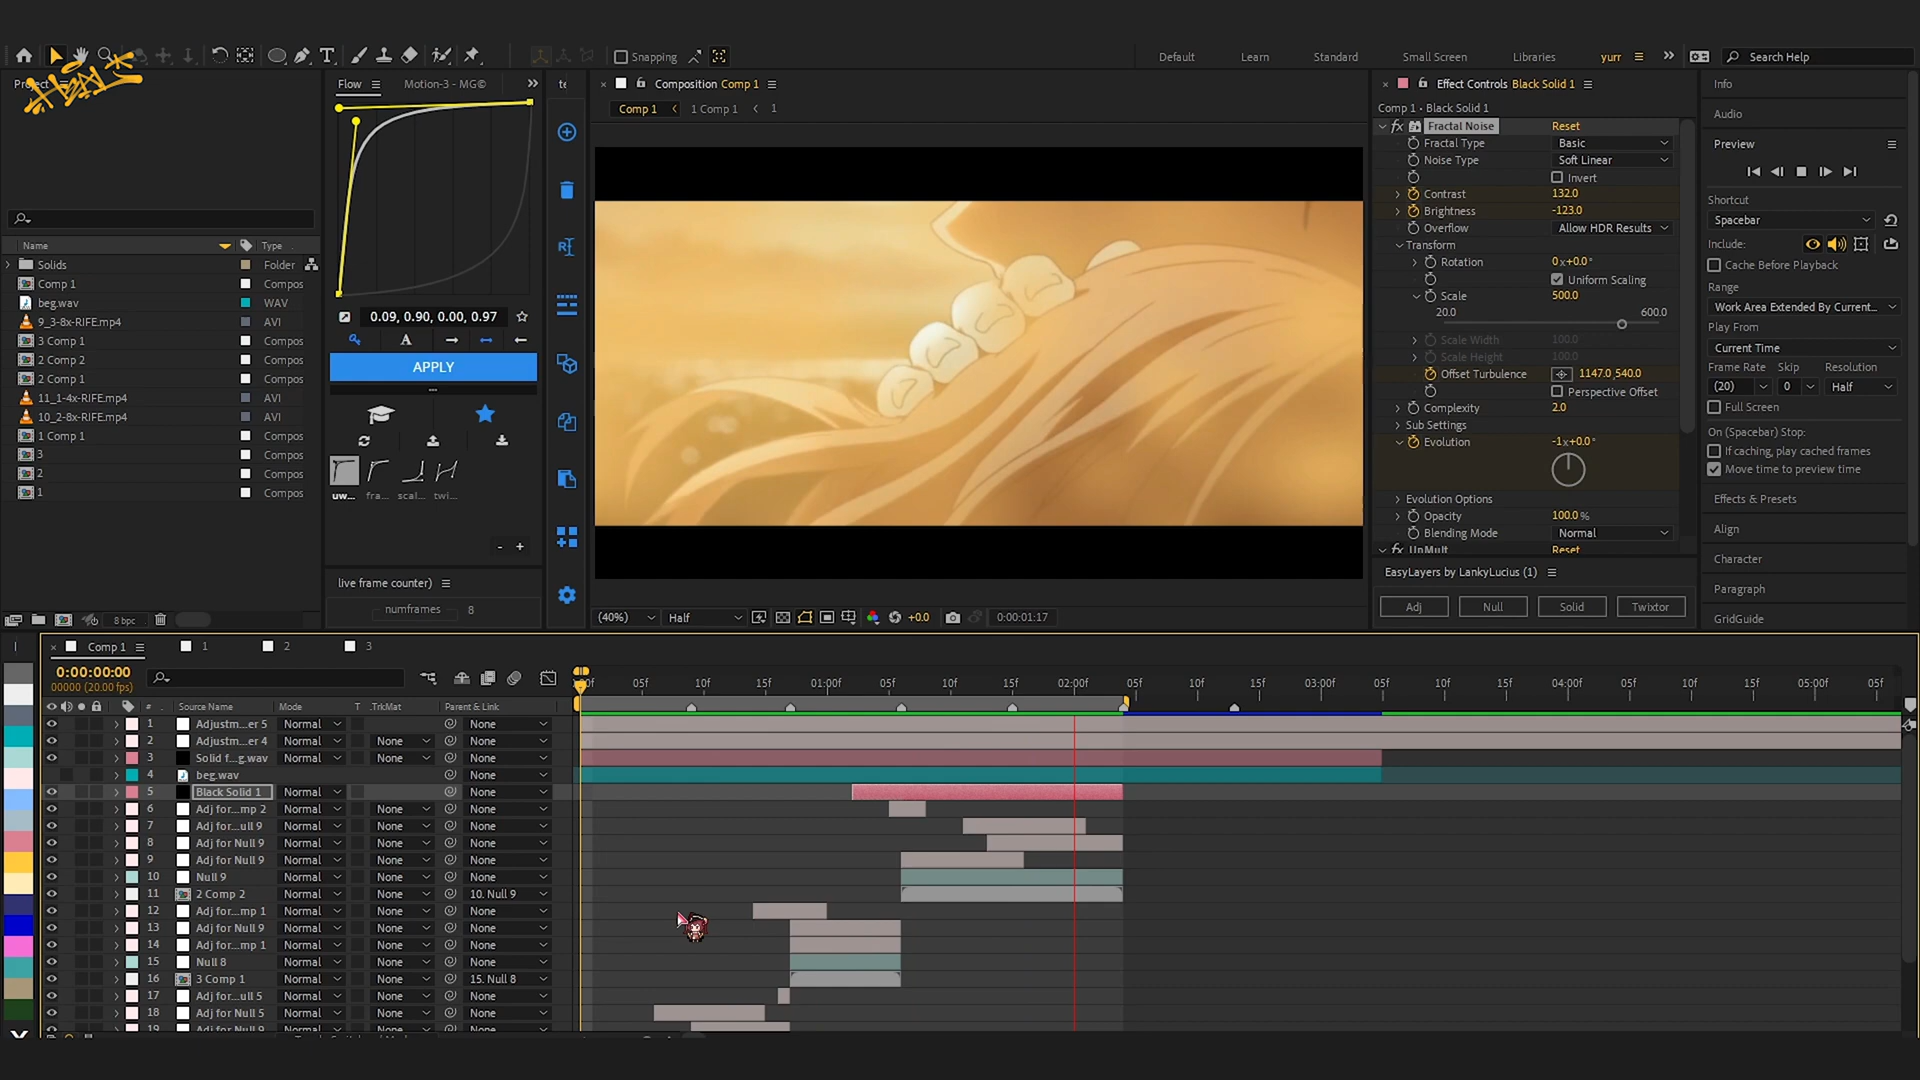 Snapping
Default
Learn
Standard
Small Screen
Libraries
yurr
Search Help
Project
Name
Type
Solids
Folder
Comp 1
Compos
beg.wav
WAV
9_3-8x-RIFE.mp4
AVI
3 Comp 1
Compos
2 Comp 2
Compos
2 Comp 1
Compos
11_1-4x-RIFE.mp4
AVI
10_2-8x-RIFE.mp4
AVI
1 Comp 1
Compos
3
Compos
2
Compos
1
Compos
8 bpc
Flow
Motion-3 - MG©
0.09, 0.90, 0.00, 0.97
A
APPLY
uw...
fra...
scal...
twi...
- +
live frame counter)
numframes 8
te
Composition Comp 1
Comp 1
1 Comp 1
1
(40%)
Half
+0.0
0:00:01:17
Effect Controls Black Solid 1
Comp 1 • Black Solid 1
fx Fractal Noise Reset
Fractal Type Basic
Noise Type Soft Linear
Invert
Contrast 132.0
Brightness -123.0
Overflow Allow HDR Results
Transform
Rotation 0x+0.0°
Uniform Scaling
Scale 500.0
20.0 600.0
Scale Width 100.0
Scale Height 100.0
Offset Turbulence 1147.0,540.0
Perspective Offset
Complexity 2.0
Sub Settings
Evolution -1x+0.0°
Evolution Options
Opacity 100.0 %
Blending Mode Normal
fx UnMult Reset
EasyLayers by LankyLucius (1)
Adj
Null
Solid
Twixtor
Info
Audio
Preview
Shortcut
Spacebar
Include:
Cache Before Playback
Range
Work Area Extended By Current...
Play From
Current Time
Frame Rate Skip Resolution
(20) 0 Half
Full Screen
On (Spacebar) Stop:
If caching, play cached frames
Move time to preview time
Effects & Presets
Align
Character
Paragraph
GridGuide
Comp 1
1
2
3
0:00:00:00
00000 (20.00 fps)
05f 10f 15f 01:00f 05f 10f 15f 02:00f 05f 10f 15f 03:00f 05f 10f 15f 04:00f 05f 10f 15f 05:00f 05f
# Source Name Mode T .TrkMat Parent & Link
1 Adjustm...er 5 Normal None
2 Adjustm...er 4 Normal None None
3 Solid f...g.wav Normal None None
4 beg.wav None
5 Black Solid 1 Normal None
6 Adj for...mp 2 Normal None None
7 Adj for...ull 9 Normal None None
8 Adj for Null 9 Normal None None
9 Adj for Null 9 Normal None None
10 Null 9 Normal None None
11 2 Comp 2 Normal None 10. Null 9
12 Adj for...mp 1 Normal None None
13 Adj for Null 9 Normal None None
14 Adj for...mp 1 Normal None None
15 Null 8 Normal None None
16 3 Comp 1 Normal None 15. Null 8
17 Adj for...ull 5 Normal None None
18 Adj for Null 5 Normal None None
19 Adj for Null 9 Normal None None